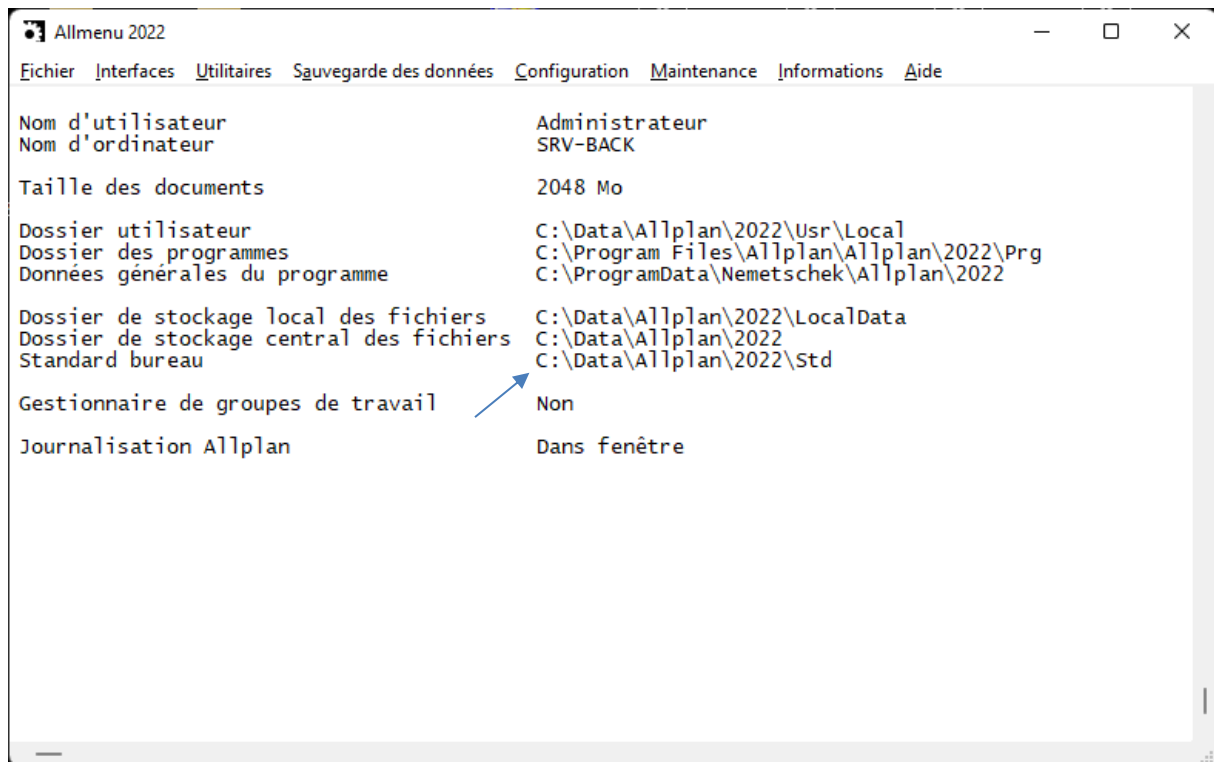 Allmenu 2022
Fichier Interfaces Utilitaires Sauvegarde des données Configuration Maintenance Informations Aide
Nom d'utilisateur Administrateur
Nom d'ordinateur SRV-BACK
Taille des documents 2048 Mo
Dossier utilisateur C:\Data\Allplan\2022\Usr\Local
Dossier des programmes C:\Program Files\Allplan\Allplan\2022\Prg
Données générales du programme C:\ProgramData\Nemetschek\Allplan\2022
Dossier de stockage local des fichiers C:\Data\Allplan\2022\LocalData
Dossier de stockage central des fichiers C:\Data\Allplan\2022
Standard bureau C:\Data\Allplan\2022\Std
Gestionnaire de groupes de travail Non
Journalisation Allplan Dans fenêtre